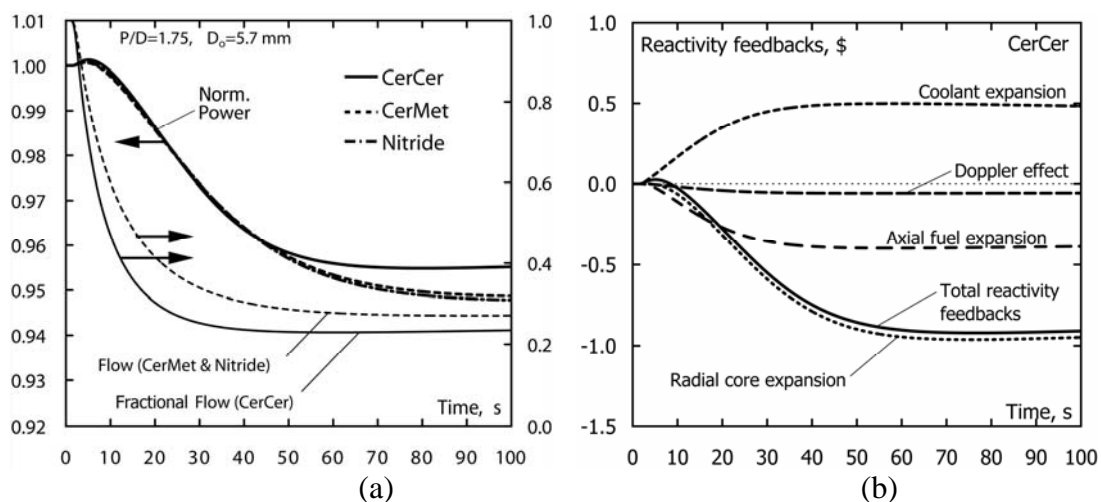 P/D=1.75, Dₒ=5.7 mm
CerCer
CerMet
Nitride
Norm.
Power
Flow (CerMet & Nitride)
Fractional Flow (CerCer)
Time, s
1.01
1.00
0.99
0.98
0.97
0.96
0.95
0.94
0.93
0.92
1.0
0.8
0.6
0.4
0.2
0.0
0 10 20 30 40 50 60 70 80 90 100
(a)
Reactivity feedbacks, $ CerCer
Coolant expansion
Doppler effect
Axial fuel expansion
Total reactivity
feedbacks
Radial core expansion
Time, s
1.0
0.5
0.0
-0.5
-1.0
-1.5
0 10 20 30 40 50 60 70 80 90 100
(b)